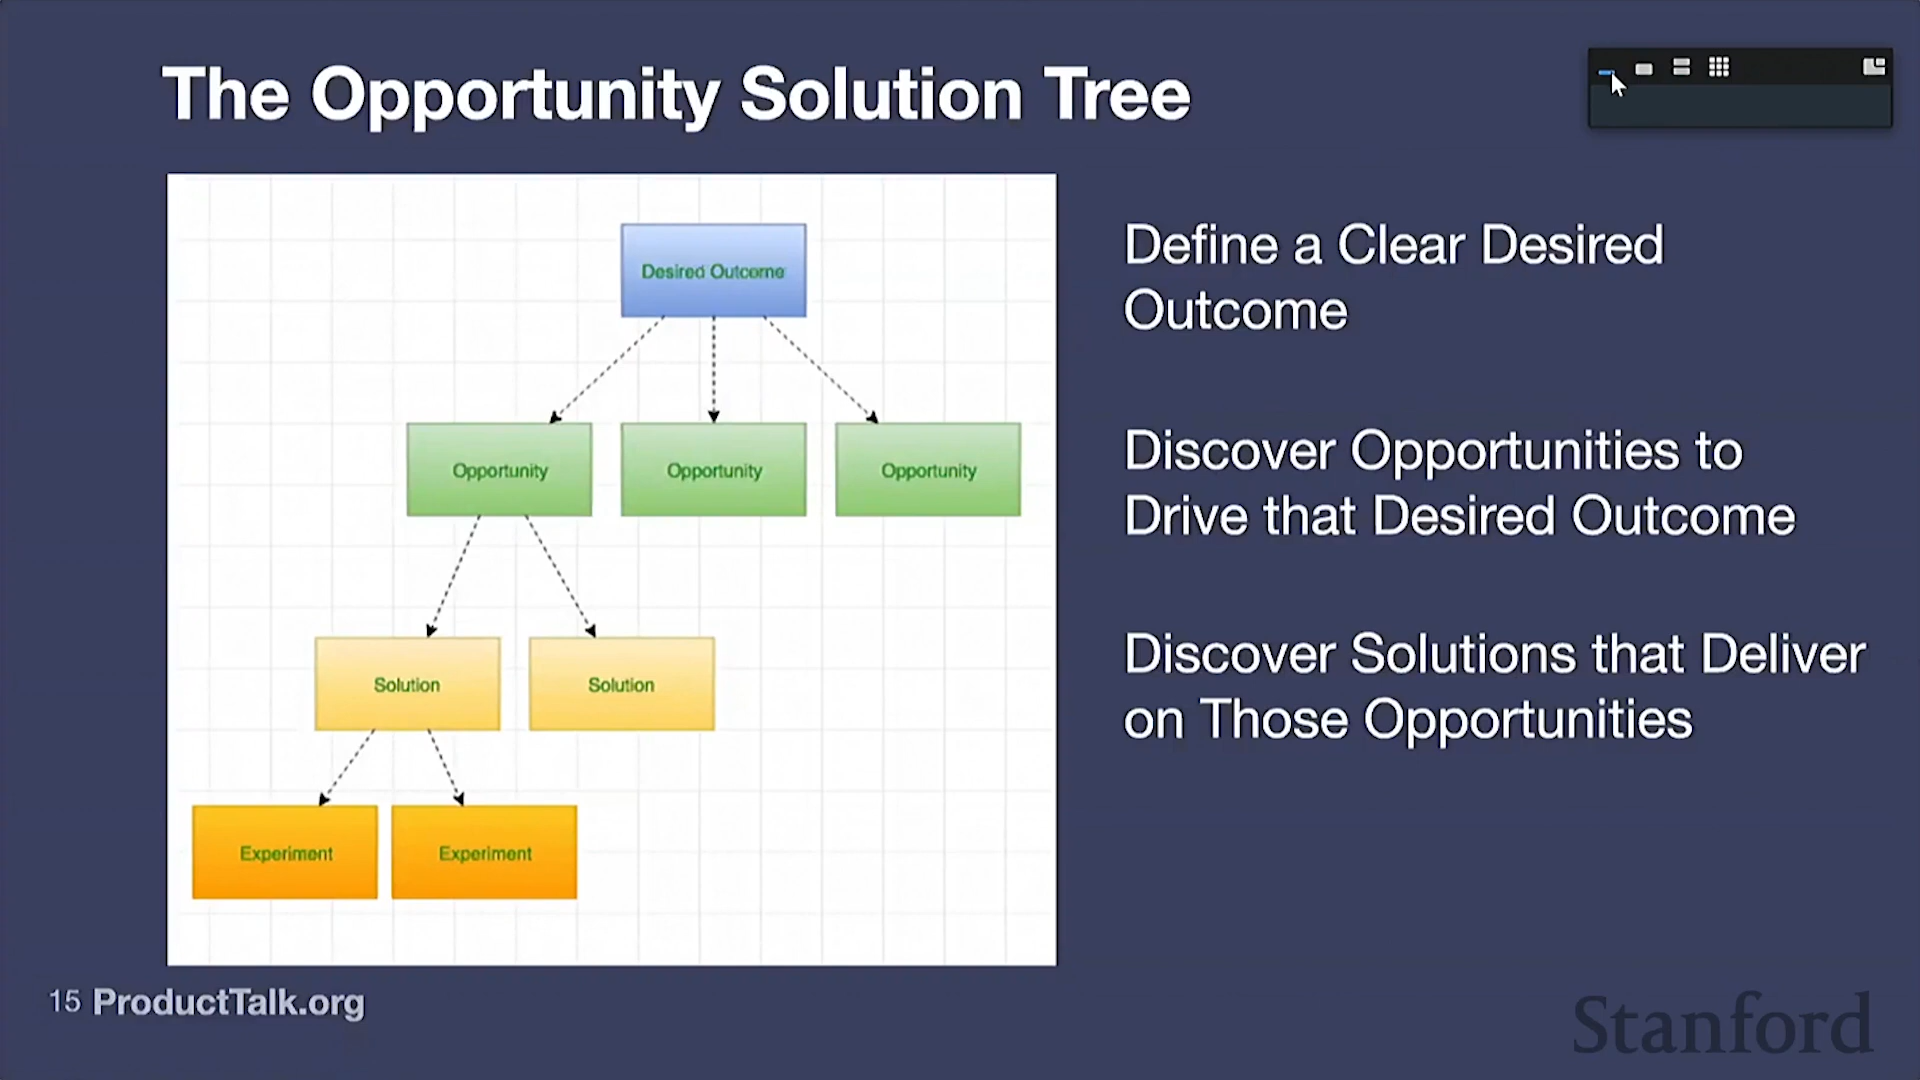 The Opportunity Solution Tree
Desired Outcome
Opportunity
Opportunity
Opportunity
Solution
Solution
Experiment
Experiment
Define a Clear Desired
Outcome
Discover Opportunities to
Drive that Desired Outcome
Discover Solutions that Deliver
on Those Opportunities
15 ProductTalk.org
Stanford